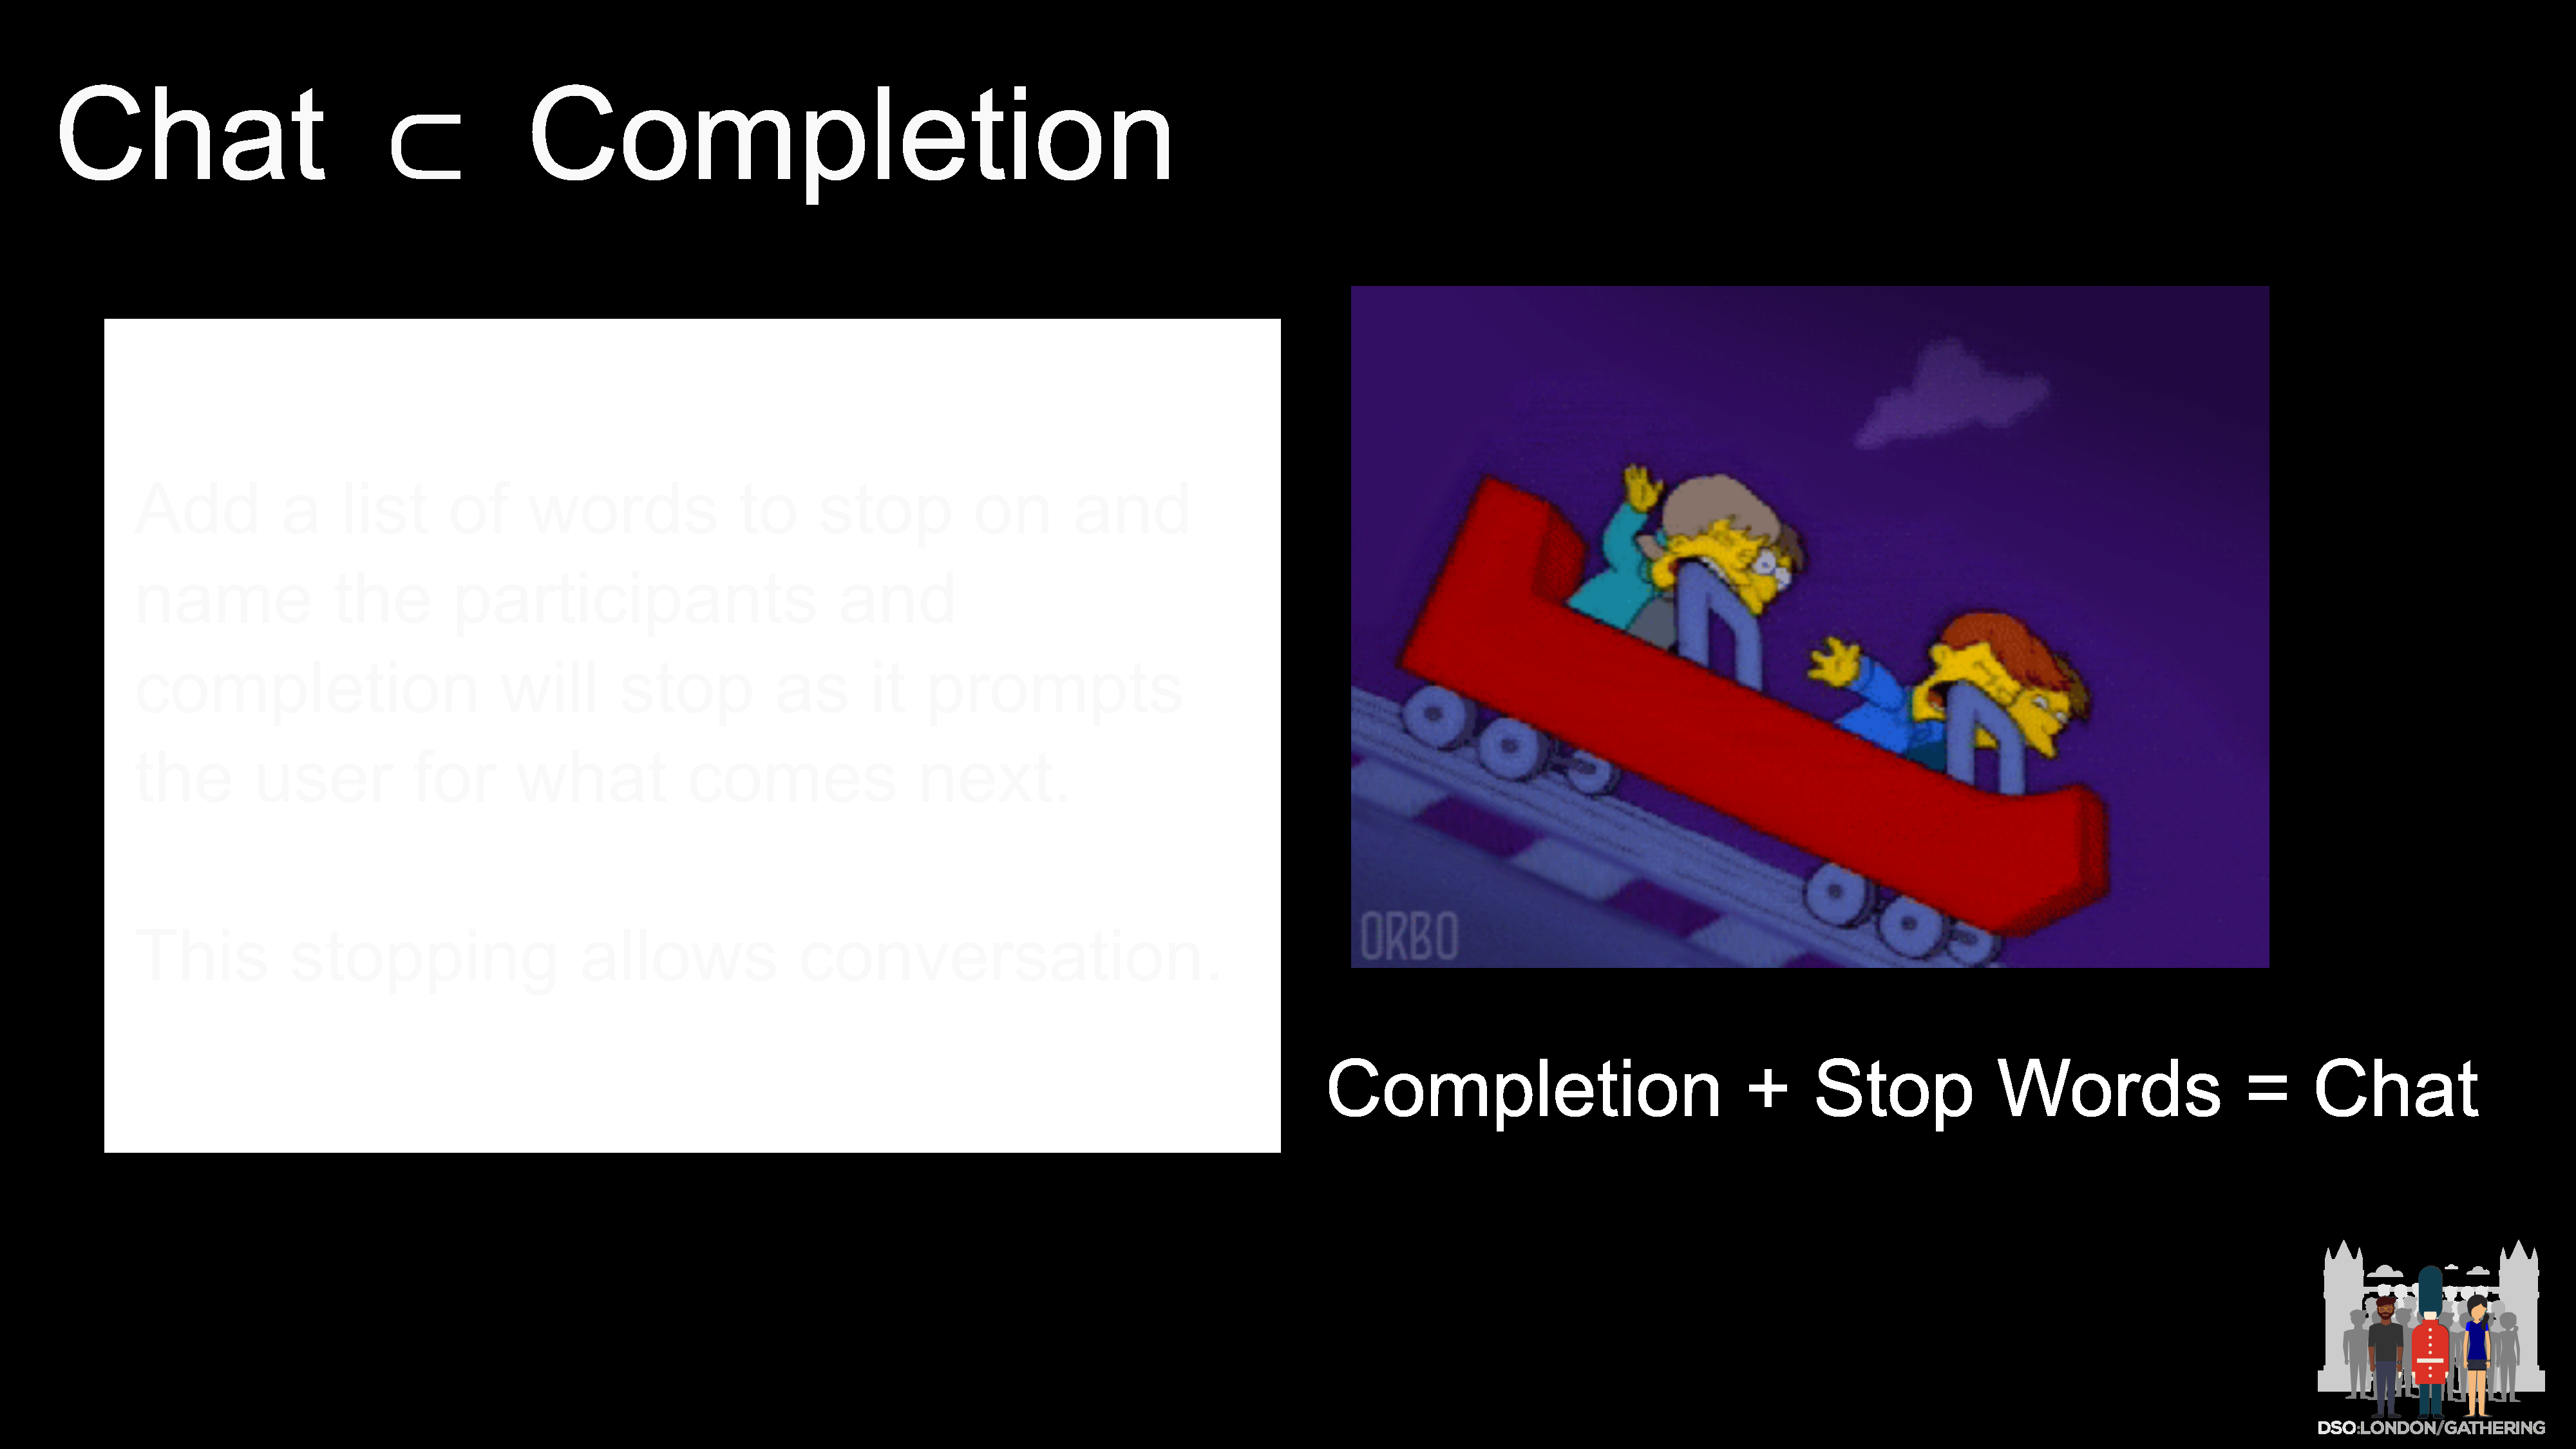 Chat ⊂ Completion
Add a list of words to stop on and
name the participants and
completion will stop as it prompts
the user for what comes next.
This stopping allows conversation.
ORBO
Completion + Stop Words = Chat
DSO:LONDON/GATHERING